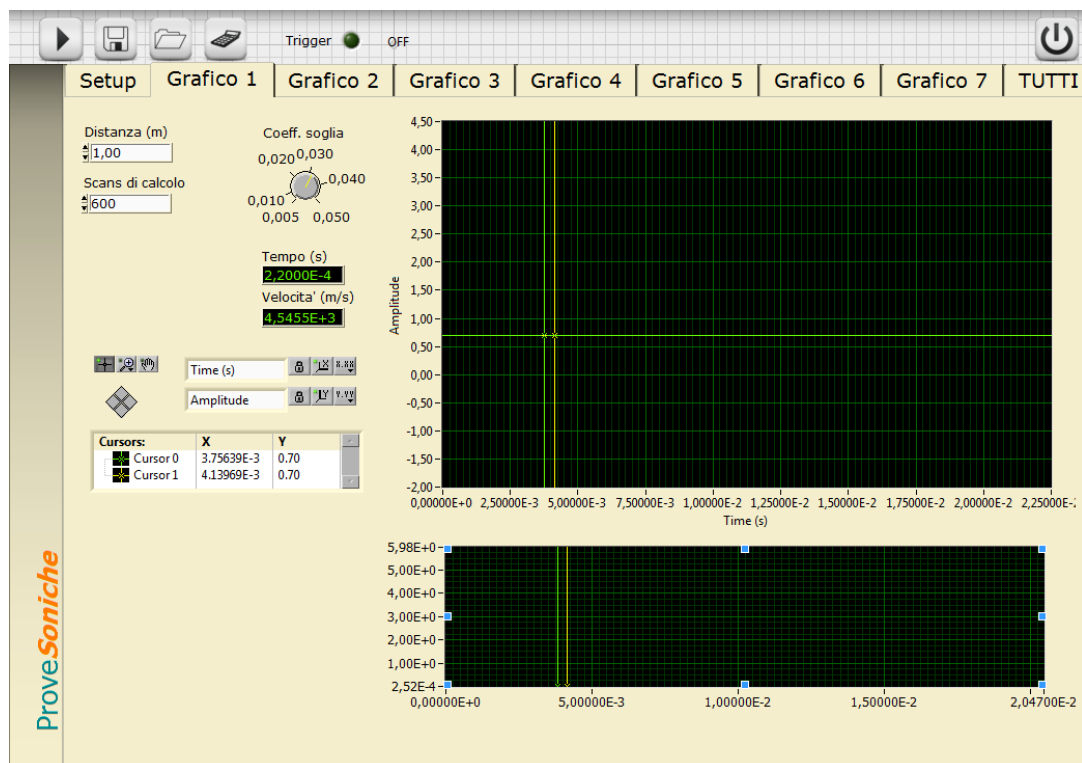 Trigger OFF
Setup Grafico 1 Grafico 2 Grafico 3 Grafico 4 Grafico 5 Grafico 6 Grafico 7 TUTTI
Distanza (m)
1,00
Scans di calcolo
600
Coeff. soglia
0,020 0,030
0,040
0,010
0,005 0,050
Tempo (s)
2,2000E-4
Velocita' (m/s)
4,5455E+3
Time (s)
Amplitude
Cursors: X Y
Cursor 0 3.75639E-3 0.70
Cursor 1 4.13969E-3 0.70
4,50
4,00
3,50
3,00
2,50
2,00
1,50
1,00
0,50
0,00
-0,50
-1,00
-1,50
-2,00
Amplitude
0,00000E+0 2,50000E-3 5,00000E-3 7,50000E-3 1,00000E-2 1,25000E-2 1,50000E-2 1,75000E-2 2,00000E-2 2,25000E-
Time (s)
5,98E+0
5,00E+0
4,00E+0
3,00E+0
2,00E+0
1,00E+0
2,52E-4
0,00000E+0 5,00000E-3 1,00000E-2 1,50000E-2 2,04700E-2
ProveSoniche